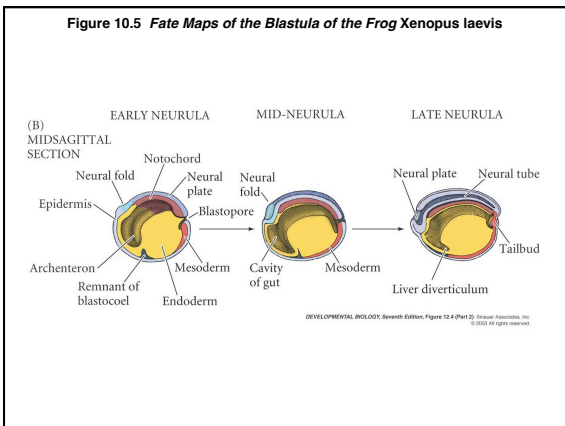 Figure 10.5 Fate Maps of the Blastula of the Frog Xenopus laevis
(B)
MIDSAGITTAL
SECTION
EARLY NEURULA
MID-NEURULA
LATE NEURULA
Notochord
Neural fold
Neural
plate
Epidermis
Blastopore
Archenteron
Remnant of
blastocoel
Endoderm
Mesoderm
Neural
fold
Cavity
of gut
Mesoderm
Neural plate
Neural tube
Tailbud
Liver diverticulum
DEVELOPMENTAL BIOLOGY, Seventh Edition, Figure 12.4 (Part 2) Sinauer Associates, Inc.
© 2003 All rights reserved.